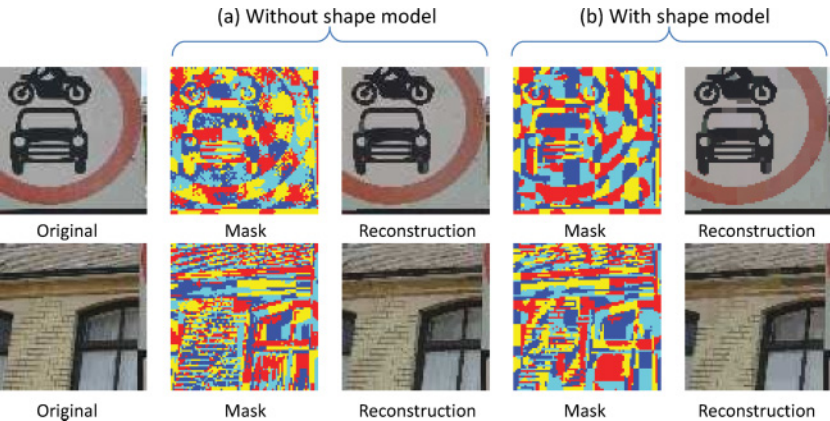 (a) Without shape model
(b) With shape model
Original
Mask
Reconstruction
Mask
Reconstruction
Original
Mask
Reconstruction
Mask
Reconstruction